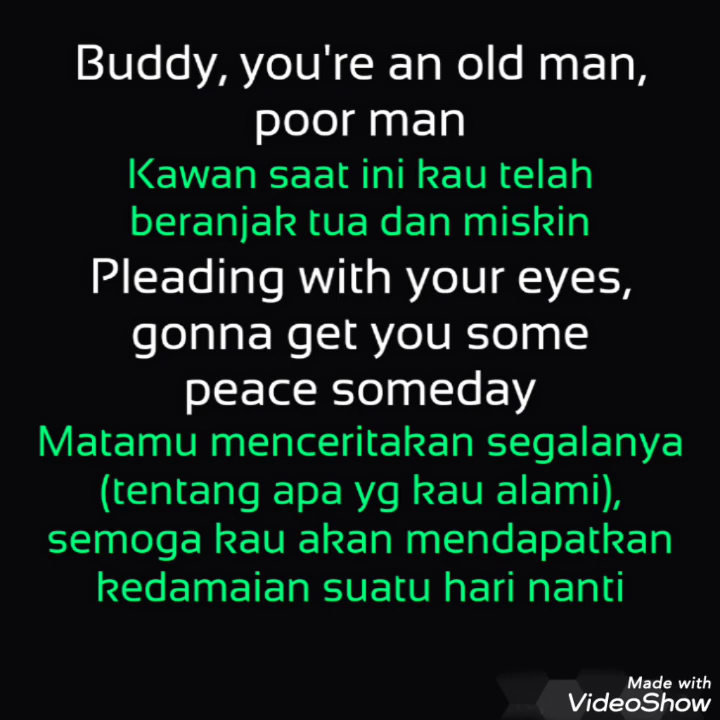 Buddy, you're an old man,
poor man
Kawan saat ini kau telah
beranjak tua dan miskin
Pleading with your eyes,
gonna get you some
peace someday
Matamu menceritakan segalanya
(tentang apa yg kau alami),
semoga kau akan mendapatkan
kedamaian suatu hari nanti
Made with
VideoShow